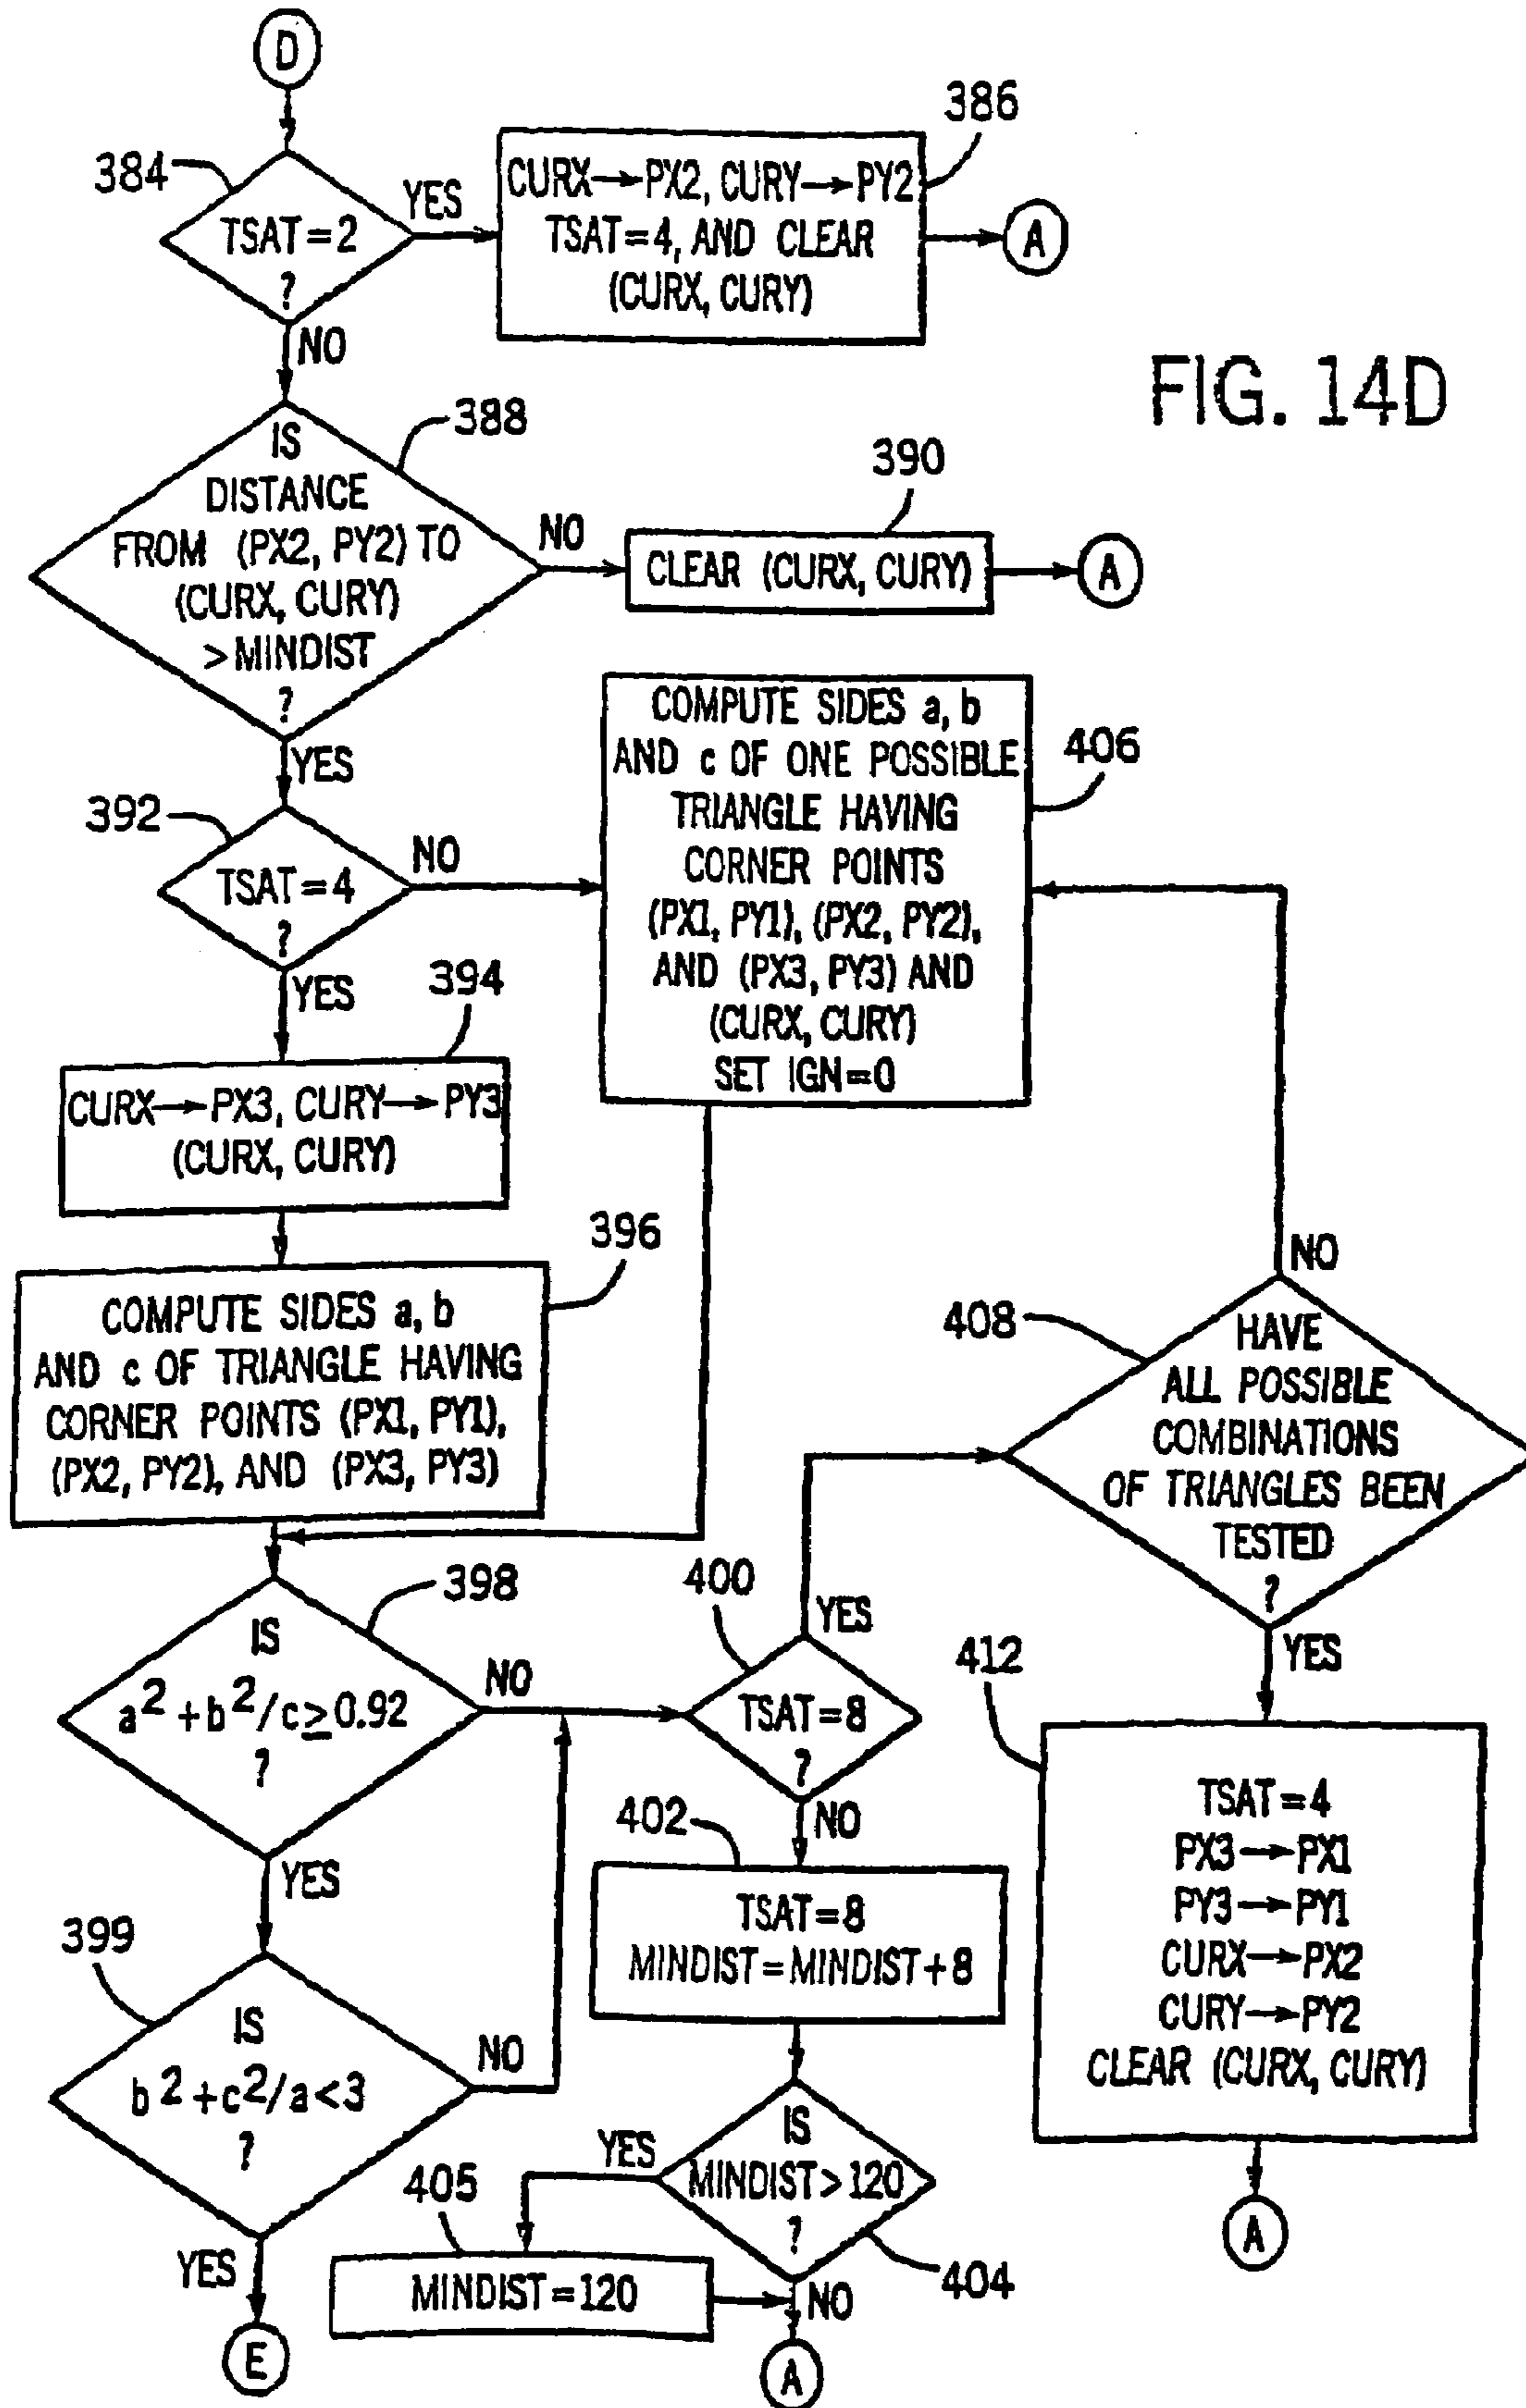 D
384
TSAT=2
?
YES
NO
386
CURX→PX2, CURY→PY2
TSAT=4, AND CLEAR
(CURX, CURY)
A
FIG. 14D
388
IS
DISTANCE
FROM (PX2, PY2) TO
(CURX, CURY)
>MINDIST
?
NO
YES
390
CLEAR (CURX, CURY)
A
392
TSAT=4
?
NO
YES
406
COMPUTE SIDES a, b
AND c OF ONE POSSIBLE
TRIANGLE HAVING
CORNER POINTS
(PX1, PY1), (PX2, PY2),
AND (PX3, PY3) AND
(CURX, CURY)
SET IGN=0
394
CURX→PX3, CURY→PY3
(CURX, CURY)
396
COMPUTE SIDES a, b
AND c OF TRIANGLE HAVING
CORNER POINTS (PX1, PY1),
(PX2, PY2), AND (PX3, PY3)
398
IS
a²+b²/c≥0.92
?
NO
YES
399
IS
b²+c²/a<3
?
NO
YES
E
400
TSAT=8
?
YES
NO
402
TSAT=8
MINDIST=MINDIST+8
IS
MINDIST>120
?
404
YES
NO
405
MINDIST=120
A
408
HAVE
ALL POSSIBLE
COMBINATIONS
OF TRIANGLES BEEN
TESTED
?
NO
YES
412
TSAT=4
PX3→PX1
PY3→PY1
CURX→PX2
CURY→PY2
CLEAR (CURX, CURY)
A